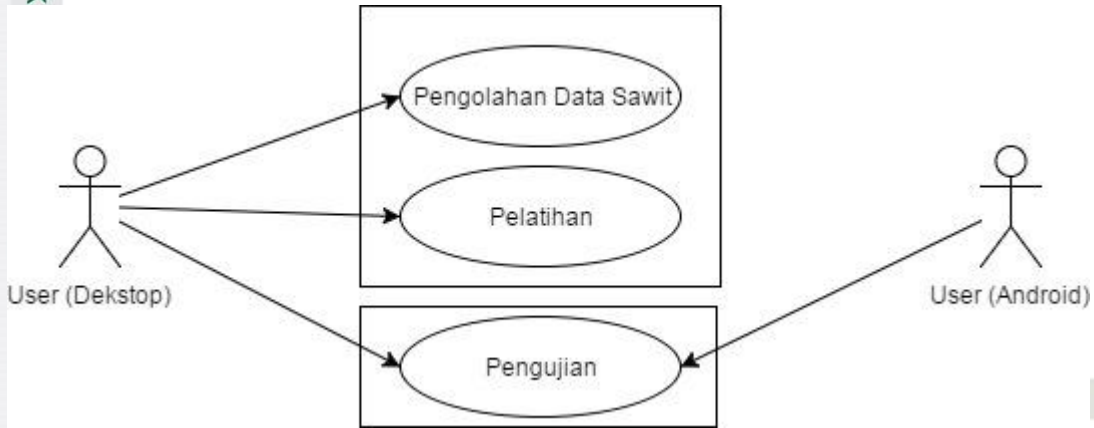 Pengolahan Data Sawit
Pelatihan
User (Dekstop)
User (Android)
Pengujian